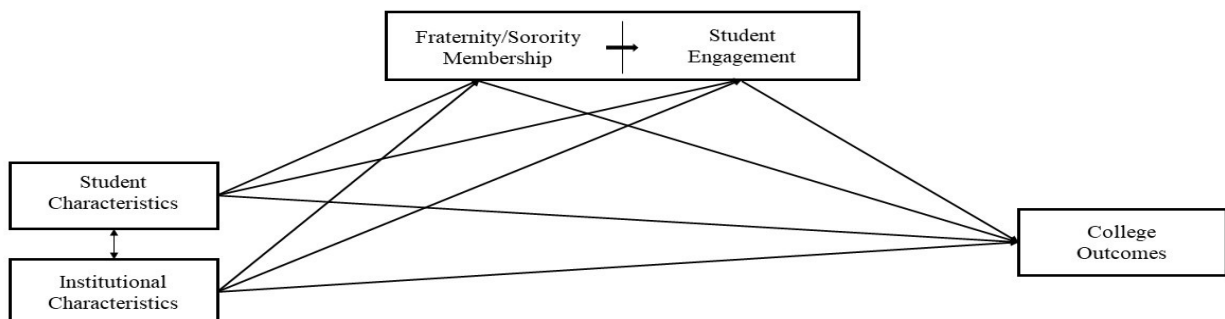 Fraternity/Sorority
Membership
Student
Engagement
Student
Characteristics
College
Outcomes
Institutional
Characteristics